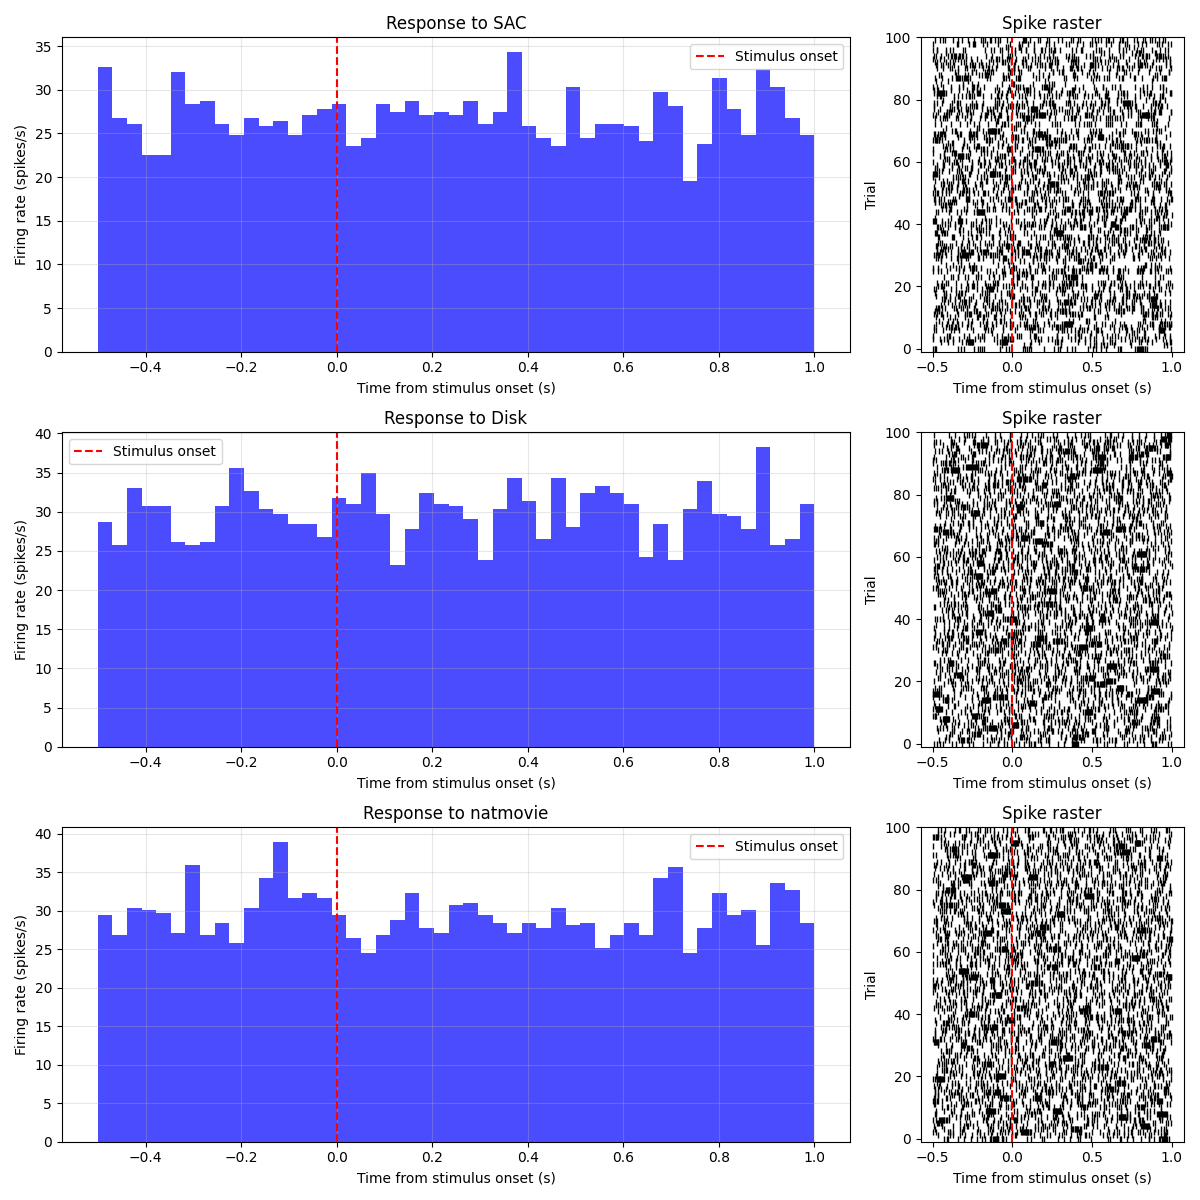 Response to SAC
Spike raster
Firing rate (spikes/s)
35
30
25
20
15
10
5
0
Stimulus onset
−0.4 −0.2 0.0 0.2 0.4 0.6 0.8 1.0
Time from stimulus onset (s)
Trial
100
80
60
40
20
0
−0.5 0.0 0.5 1.0
Time from stimulus onset (s)
Response to Disk
Spike raster
Firing rate (spikes/s)
40
35
30
25
20
15
10
5
0
Stimulus onset
−0.4 −0.2 0.0 0.2 0.4 0.6 0.8 1.0
Time from stimulus onset (s)
Trial
100
80
60
40
20
0
−0.5 0.0 0.5 1.0
Time from stimulus onset (s)
Response to natmovie
Spike raster
Firing rate (spikes/s)
40
35
30
25
20
15
10
5
0
Stimulus onset
−0.4 −0.2 0.0 0.2 0.4 0.6 0.8 1.0
Time from stimulus onset (s)
Trial
100
80
60
40
20
0
−0.5 0.0 0.5 1.0
Time from stimulus onset (s)